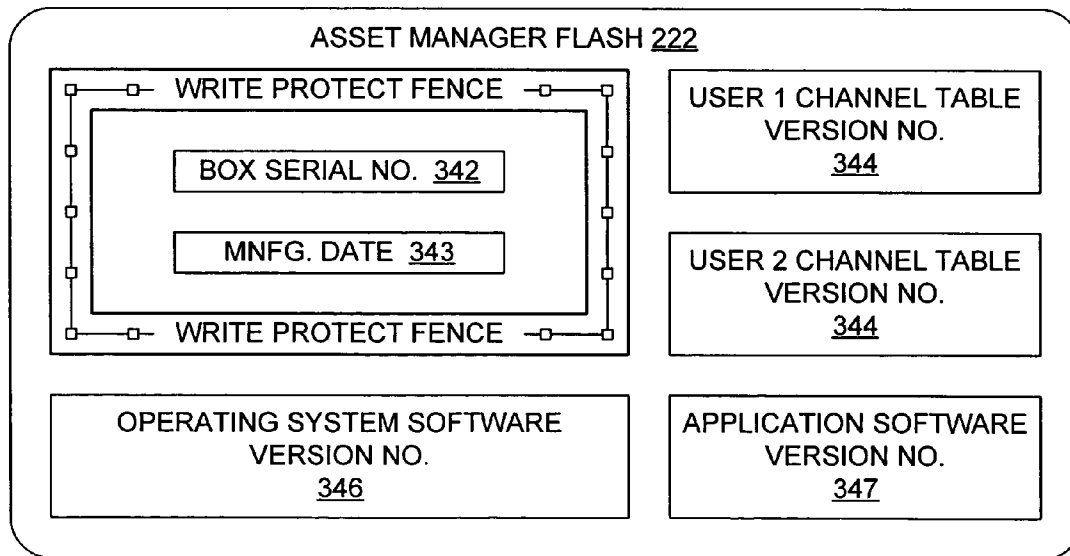 ASSET MANAGER FLASH 222
WRITE PROTECT FENCE
BOX SERIAL NO. 342
MNFG. DATE 343
WRITE PROTECT FENCE
USER 1 CHANNEL TABLE
VERSION NO.
344
USER 2 CHANNEL TABLE
VERSION NO.
344
OPERATING SYSTEM SOFTWARE
VERSION NO.
346
APPLICATION SOFTWARE
VERSION NO.
347